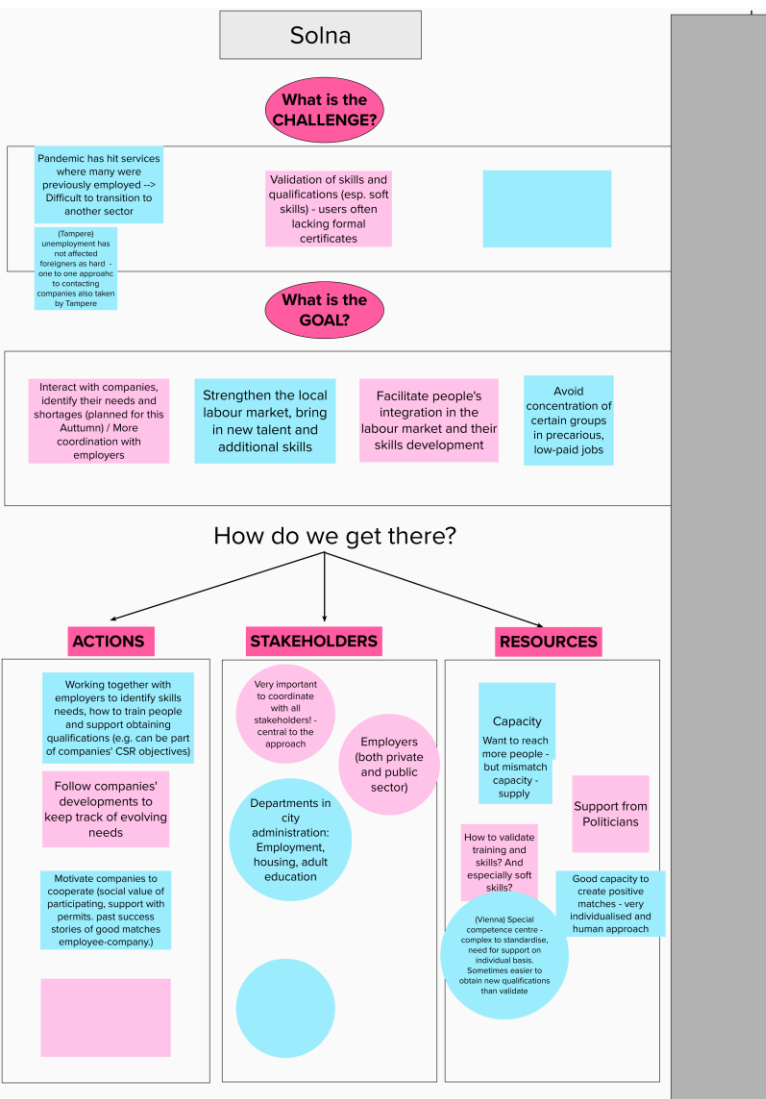 Solna
What is the
CHALLENGE?
Pandemic has hit services
where many were
previously employed -->
Difficult to transition to
another sector
(Tampere)
unemployment has
not affected
foreigners as hard -
one to one approahc
to contacting
companies also taken
by Tampere
Validation of skills and
qualifications (esp. soft
skills) - users often
lacking formal
certificates
What is the
GOAL?
Interact with companies,
identify their needs and
shortages (planned for this
Auttumn) / More
coordination with
employers
Strengthen the local
labour market, bring
in new talent and
additional skills
Facilitate people's
integration in the
labour market and their
skills development
Avoid
concentration of
certain groups
in precarious,
low-paid jobs
How do we get there?
ACTIONS
STAKEHOLDERS
RESOURCES
Working together with
employers to identify skills
needs, how to train people
and support obtaining
qualifications (e.g. can be part
of companies' CSR objectives)
Follow companies'
developments to
keep track of evolving
needs
Motivate companies to
cooperate (social value of
participating, support with
permits. past success
stories of good matches
employee-company.)
Very important
to coordinate
with all
stakeholders! -
central to the
approach
Employers
(both private
and public
sector)
Departments in
city
administration:
Employment,
housing, adult
education
Capacity
Want to reach
more people -
but mismatch
capacity -
supply
Support from
Politicians
How to validate
training and
skills? And
especially soft
skills?
Good capacity to
create positive
matches - very
individualised and
human approach
(Vienna) Special
competence centre -
complex to standardise,
need for support on
individual basis.
Sometimes easier to
obtain new qualifications
than validate